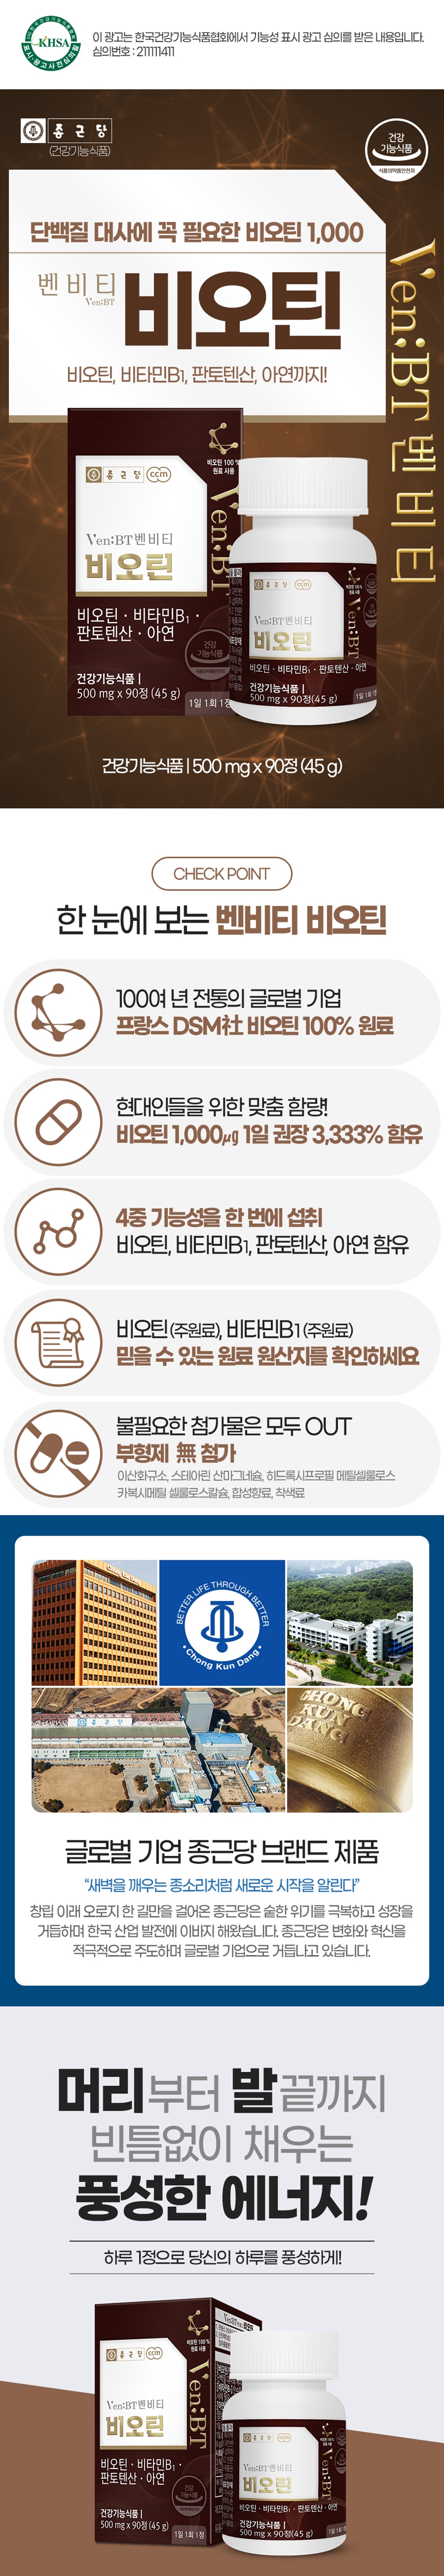 이 광고는 한국건강기능식품협회에서 기능성 표시 광고 심의를 받은 내용입니다.
심의번호 : 211111411
KHSA
표시·광고사전심의필
종근당
(건강기능식품)
건강
기능식품
식품의약품안전처
단백질 대사에 꼭 필요한 비오틴 1,000
벤비티
Ven:BT
비오틴
비오틴, 비타민B1, 판토텐산, 아연까지!
Ven:BT 벤비티
종근당
ccm
비오틴 100%
원료 사용
Ven:BT벤비티
비오틴
Ven:BT
비오틴 · 비타민B1 ·
판토텐산 · 아연
건강
기능식품
건강기능식품 |
500 mg x 90정 (45 g)
1일 1회 1정
종근당
ccm
Ven:BT벤비티
비오틴
Ven:BT
비오틴 · 비타민B1 · 판토텐산 · 아연
건강기능식품 |
500 mg x 90정(45 g)
건강기능식품 | 500 mg x 90정 (45 g)
CHECK POINT
한 눈에 보는 벤비티 비오틴
100여 년 전통의 글로벌 기업
프랑스 DSM社 비오틴 100% 원료
현대인들을 위한 맞춤 함량!
비오틴 1,000㎍ 1일 권장 3,333% 함유
4중 기능성을 한 번에 섭취
비오틴, 비타민B1, 판토텐산, 아연 함유
비오틴(주원료), 비타민B1(주원료)
믿을 수 있는 원료 원산지를 확인하세요
불필요한 첨가물은 모두 OUT
부형제 無 첨가
이산화규소, 스테아린 산마그네슘, 히드록시프로필 메틸셀룰로스
카복시메틸 셀룰로스칼슘, 합성향료, 착색료
BETTER LIFE THROUGH BETTER
Chong Kun Dang
종근당
CHONG
KUN
DANG
글로벌 기업 종근당 브랜드 제품
“새벽을 깨우는 종소리처럼 새로운 시작을 알린다”
창립 이래 오로지 한 길만을 걸어온 종근당은 숱한 위기를 극복하고 성장을
거듭하며 한국 산업 발전에 이바지 해왔습니다. 종근당은 변화와 혁신을
적극적으로 주도하며 글로벌 기업으로 거듭나고 있습니다.
머리부터 발끝까지
빈틈없이 채우는
풍성한 에너지!
하루 1정으로 당신의 하루를 풍성하게!
종근당
ccm
비오틴 100%
원료 사용
Ven:BT벤비티
비오틴
Ven:BT
비오틴 · 비타민B1 ·
판토텐산 · 아연
건강
기능식품
건강기능식품 |
500 mg x 90정 (45 g)
1일 1회 1정
종근당
ccm
Ven:BT벤비티
비오틴
Ven:BT
비오틴 · 비타민B1 · 판토텐산 · 아연
건강기능식품 |
500 mg x 90정(45 g)